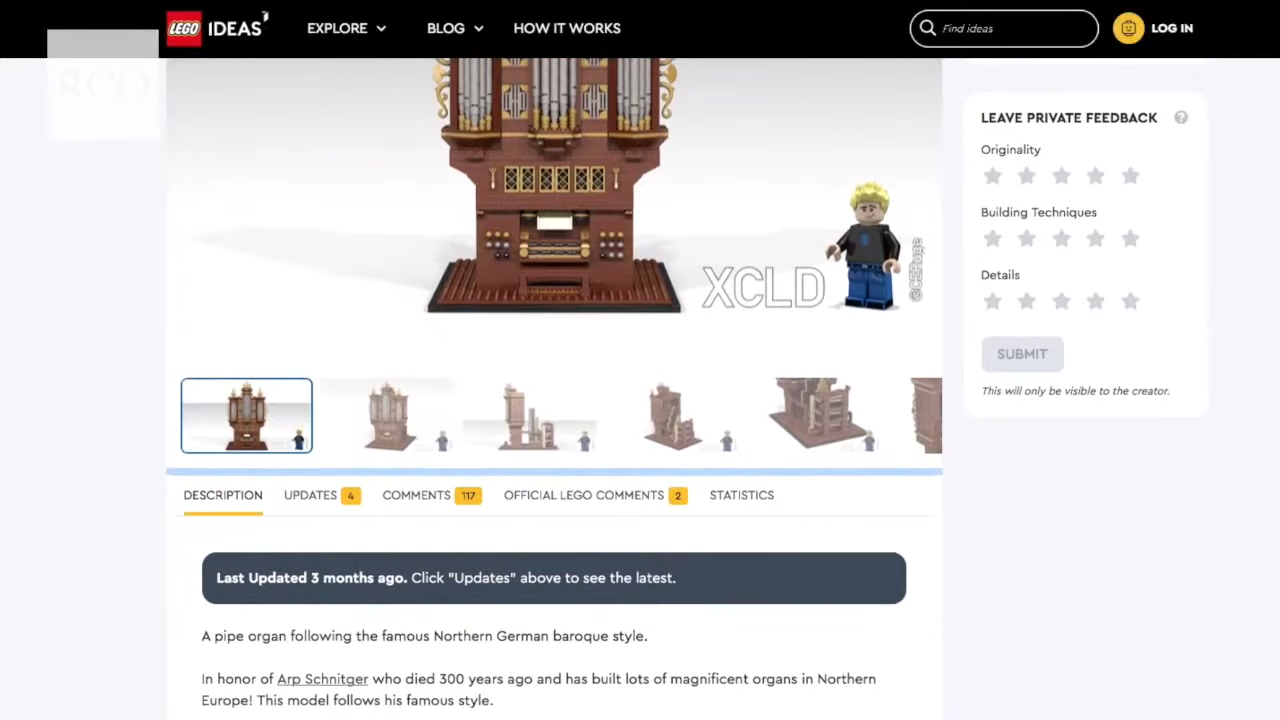 LEGO IDEAS EXPLORE BLOG HOW IT WORKS Find ideas LOG IN
RCO
LEAVE PRIVATE FEEDBACK ?
Originality
Building Techniques
Details
XCLD
@CERuge
SUBMIT
This will only be visible to the creator.
DESCRIPTION UPDATES 4 COMMENTS 117 OFFICIAL LEGO COMMENTS 2 STATISTICS
Last Updated 3 months ago. Click "Updates" above to see the latest.
A pipe organ following the famous Northern German baroque style.
In honor of Arp Schnitger who died 300 years ago and has built lots of magnificent organs in Northern
Europe! This model follows his famous style.